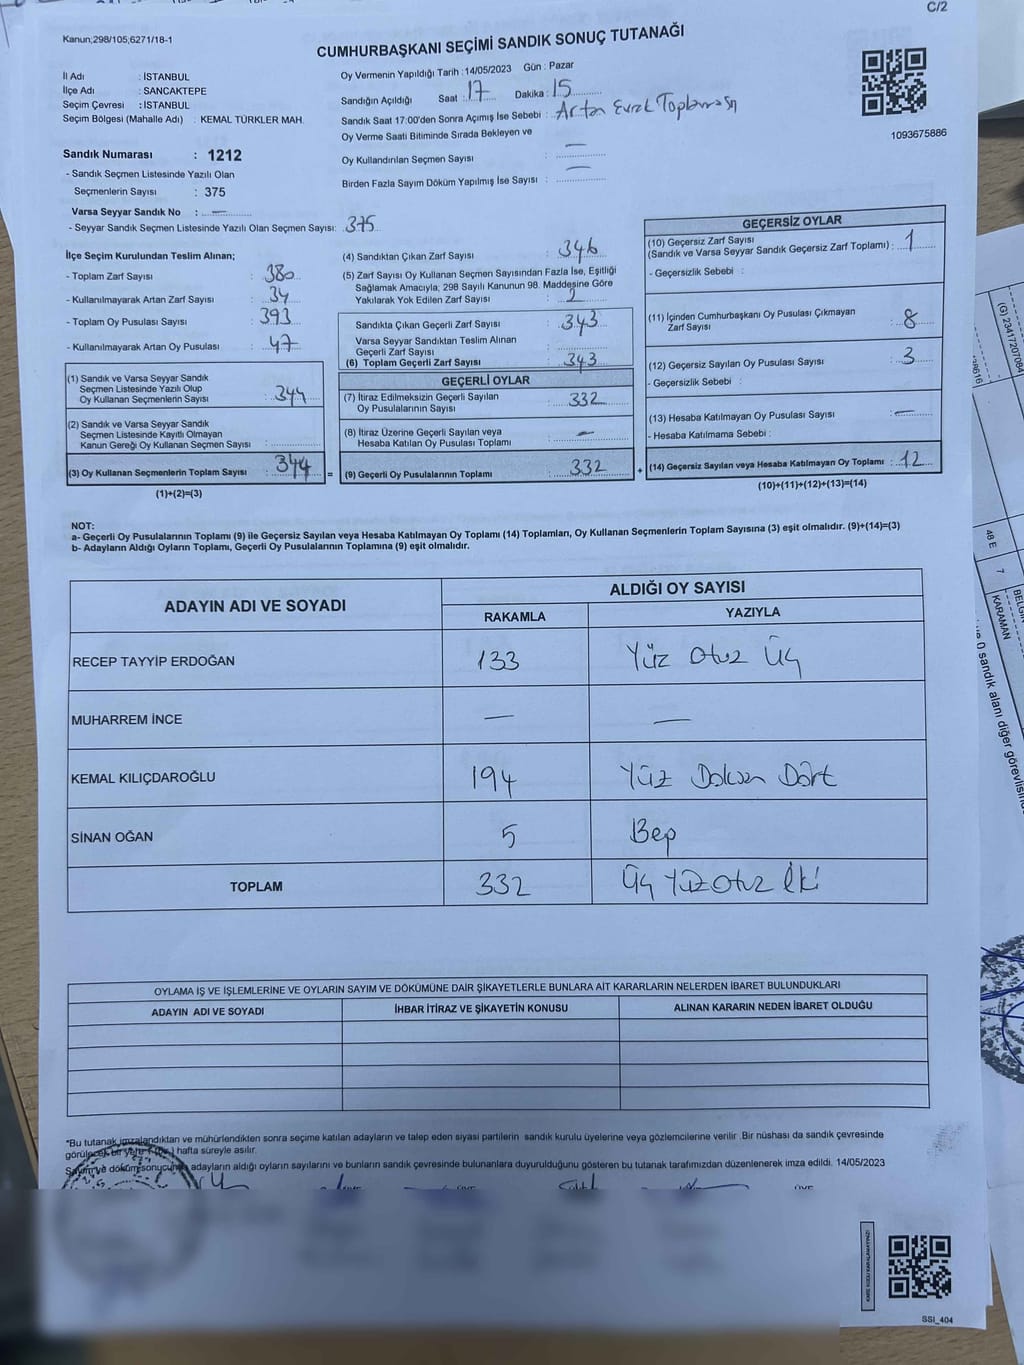 C/2
Kanun;298/105;6271/18-1
CUMHURBAŞKANI SEÇİMİ SANDIK SONUÇ TUTANAĞI
İl Adı : İSTANBUL
İlçe Adı : SANCAKTEPE
Seçim Çevresi : İSTANBUL
Seçim Bölgesi (Mahalle Adı) : KEMAL TÜRKLER MAH.
Oy Vermenin Yapıldığı Tarih :14/05/2023 Gün : Pazar
Sandığın Açıldığı Saat : 17 Dakika : 15
Sandık Saat 17:00'den Sonra Açımış İse Sebebi : Artan Evrak Toplaması
Oy Verme Saati Bitiminde Sırada Bekleyen ve
Oy Kullandırılan Seçmen Sayısı : —
Birden Fazla Sayım Döküm Yapılmış İse Sayısı : —
1093675886
Sandık Numarası : 1212
- Sandık Seçmen Listesinde Yazılı Olan
Seçmenlerin Sayısı : 375
Varsa Seyyar Sandık No : —
- Seyyar Sandık Seçmen Listesinde Yazılı Olan Seçmen Sayısı: 375
İlçe Seçim Kurulundan Teslim Alınan;
- Toplam Zarf Sayısı : 380
- Kullanılmayarak Artan Zarf Sayısı : 34
- Toplam Oy Pusulası Sayısı : 393
- Kullanılmayarak Artan Oy Pusulası : 47
(1) Sandık ve Varsa Seyyar Sandık
Seçmen Listesinde Yazılı Olup
Oy Kullanan Seçmenlerin Sayısı : 344
(2) Sandık ve Varsa Seyyar Sandık
Seçmen Listesinde Kayıtlı Olmayan
Kanun Gereği Oy Kullanan Seçmen Sayısı :
(3) Oy Kullanan Seçmenlerin Toplam Sayısı : 344 =
(1)+(2)=(3)
(4) Sandıktan Çıkan Zarf Sayısı : 346
(5) Zarf Sayısı Oy Kullanan Seçmen Sayısından Fazla İse, Eşitliği
Sağlamak Amacıyla; 298 Sayılı Kanunun 98. Maddesine Göre
Yakılarak Yok Edilen Zarf Sayısı : 2
Sandıkta Çıkan Geçerli Zarf Sayısı : 343
Varsa Seyyar Sandıktan Teslim Alınan
Geçerli Zarf Sayısı :
(6) Toplam Geçerli Zarf Sayısı : 343
GEÇERLİ OYLAR
(7) İtiraz Edilmeksizin Geçerli Sayılan
Oy Pusulalarının Sayısı : 332
(8) İtiraz Üzerine Geçerli Sayılan veya
Hesaba Katılan Oy Pusulası Toplamı : —
(9) Geçerli Oy Pusulalarının Toplamı : 332 +
GEÇERSİZ OYLAR
(10) Geçersiz Zarf Sayısı
(Sandık ve Varsa Seyyar Sandık Geçersiz Zarf Toplamı) : 1
- Geçersizlik Sebebi :
(11) İçinden Cumhurbaşkanı Oy Pusulası Çıkmayan
Zarf Sayısı : 8
(12) Geçersiz Sayılan Oy Pusulası Sayısı : 3
- Geçersizlik Sebebi :
(13) Hesaba Katılmayan Oy Pusulası Sayısı : —
- Hesaba Katılmama Sebebi :
(14) Geçersiz Sayılan veya Hesaba Katılmayan Oy Toplamı : 12
(10)+(11)+(12)+(13)=(14)
NOT:
a- Geçerli Oy Pusulalarının Toplamı (9) ile Geçersiz Sayılan veya Hesaba Katılmayan Oy Toplamı (14) Toplamları, Oy Kullanan Seçmenlerin Toplam Sayısına (3) eşit olmalıdır. (9)+(14)=(3)
b- Adayların Aldığı Oyların Toplamı, Geçerli Oy Pusulalarının Toplamına (9) eşit olmalıdır.
ADAYIN ADI VE SOYADI ALDIĞI OY SAYISI
RAKAMLA YAZIYLA
RECEP TAYYİP ERDOĞAN 133 Yüz Otuz Üç
MUHARREM İNCE — —
KEMAL KILIÇDAROĞLU 194 Yüz Doksan Dört
SİNAN OĞAN 5 Beş
TOPLAM 332 Üç Yüz Otuz İki
OYLAMA İŞ VE İŞLEMLERİNE VE OYLARIN SAYIM VE DÖKÜMÜNE DAİR ŞİKAYETLERLE BUNLARA AİT KARARLARIN NELERDEN İBARET BULUNDUKLARI
ADAYIN ADI VE SOYADI İHBAR İTİRAZ VE ŞİKAYETİN KONUSU ALINAN KARARIN NEDEN İBARET OLDUĞU
*Bu tutanak imzalandıktan ve mühürlendikten sonra seçime katılan adayların ve talep eden siyasi partilerin sandık kurulu üyelerine veya gözlemcilerine verilir .Bir nüshası da sandık çevresinde
görülecek bir yere hafta süreyle asılır.
Sayım ve döküm sonucunu, adayların aldığı oyların sayılarını ve bunların sandık çevresinde bulunanlara duyurulduğunu gösteren bu tutanak tarafımızdan düzenlenerek imza edildi. 14/05/2023
SSI_404
(G) 23417207084
48 E
7
KARAMAN
0 sandık alanı diğer